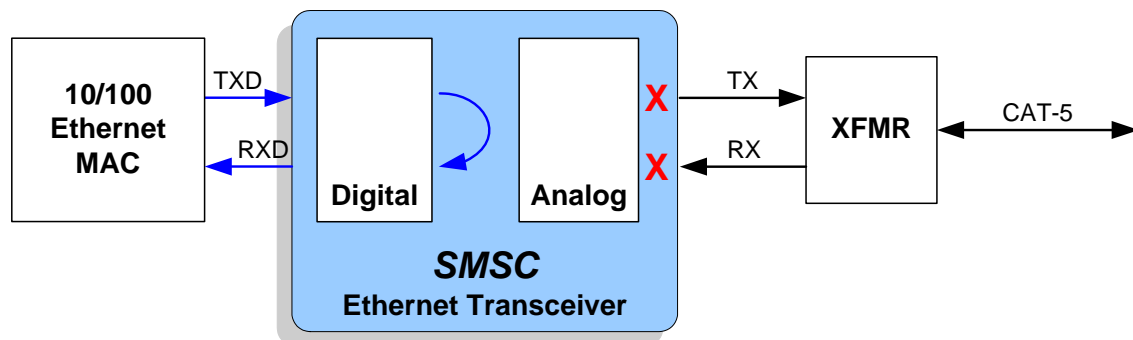 10/100
Ethernet
MAC
TXD
RXD
Digital
Analog
X
X
SMSC
Ethernet Transceiver
TX
RX
XFMR
CAT-5